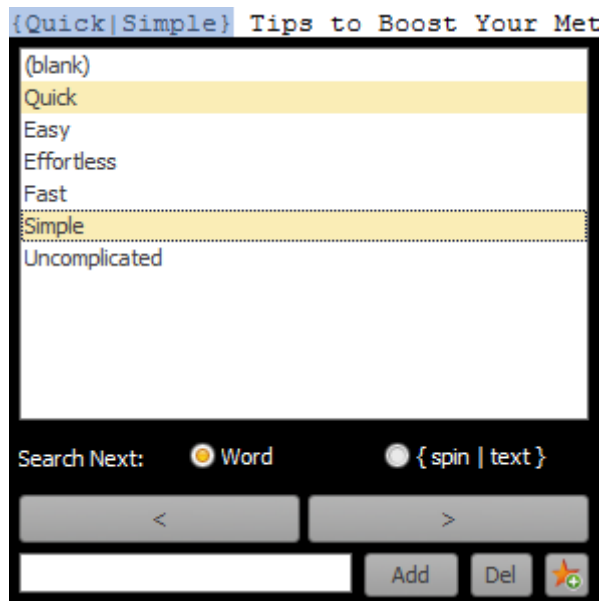 {Quick|Simple} Tips to Boost Your Met
(blank)
Quick
Easy
Effortless
Fast
Simple
Uncomplicated
Search Next: Word { spin | text }
< >
Add Del